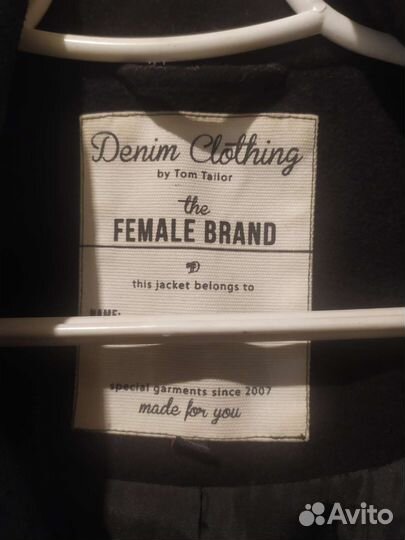 Denim Clothing
by Tom Tailor
the
FEMALE BRAND
this jacket belongs to
NAME:
special garments since 2007
made for you
Avito